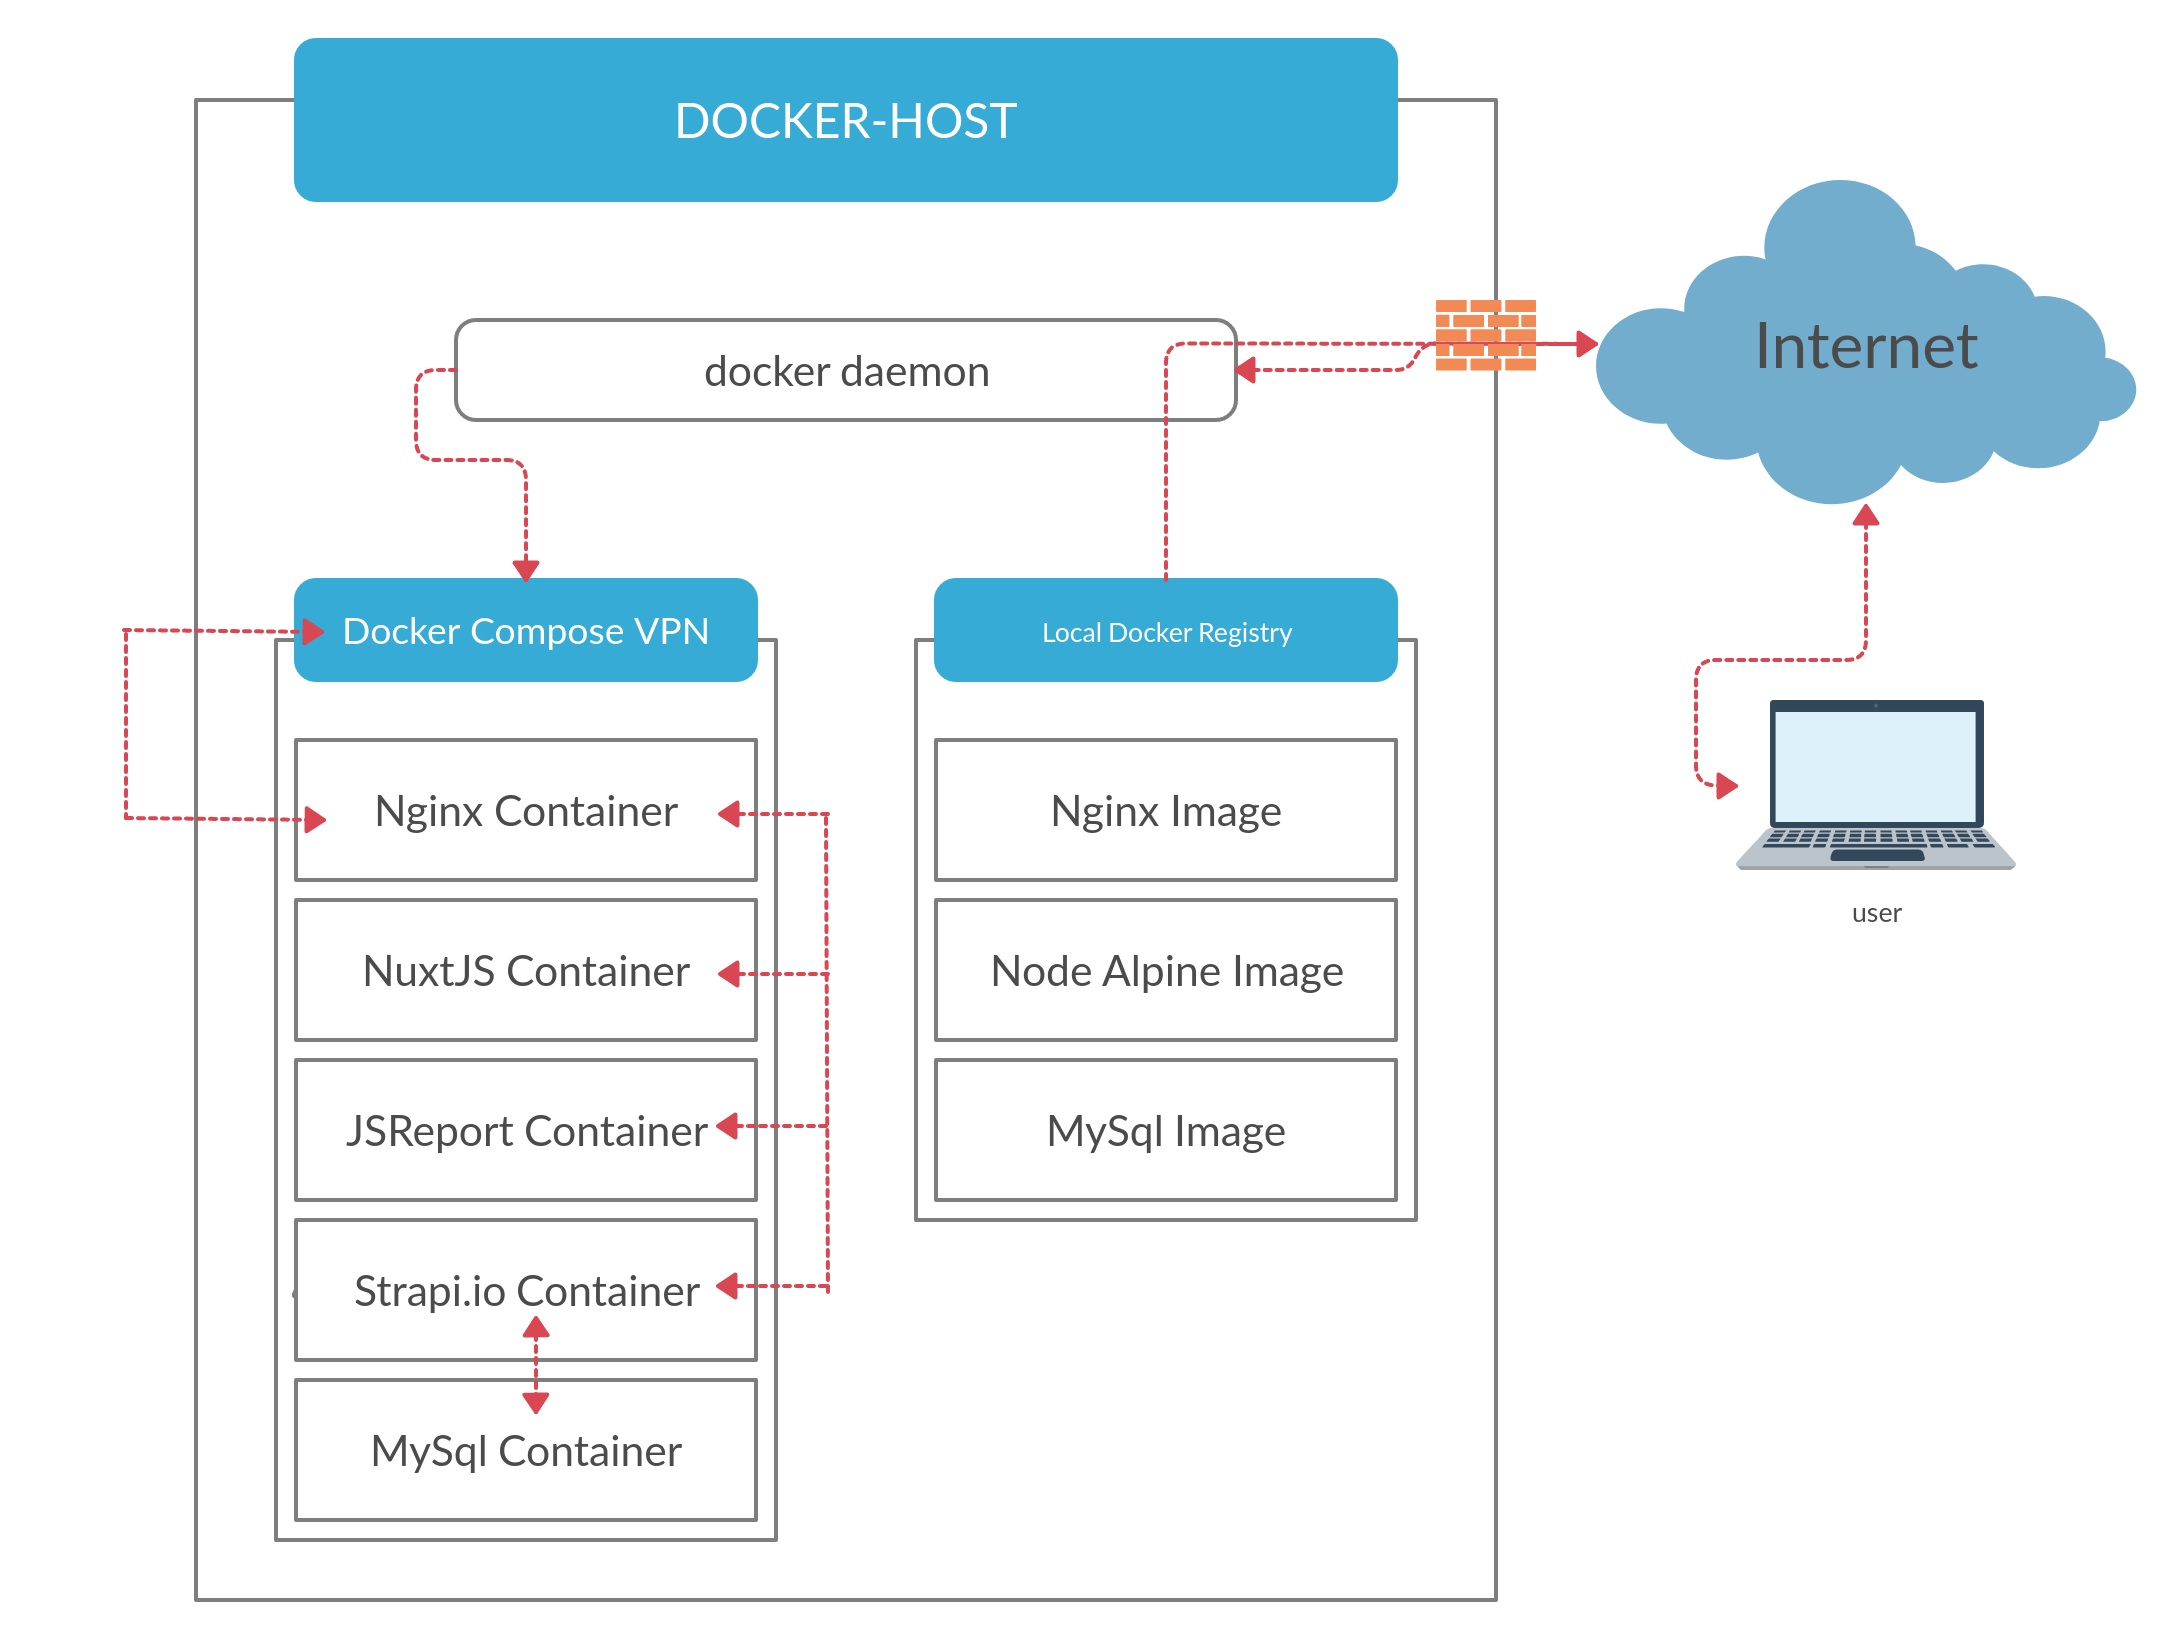 DOCKER-HOST
docker daemon
Internet
Docker Compose VPN
Local Docker Registry
Nginx Container
Nginx Image
user
NuxtJS Container
Node Alpine Image
JSReport Container
MySql Image
Strapi.io Container
MySql Container